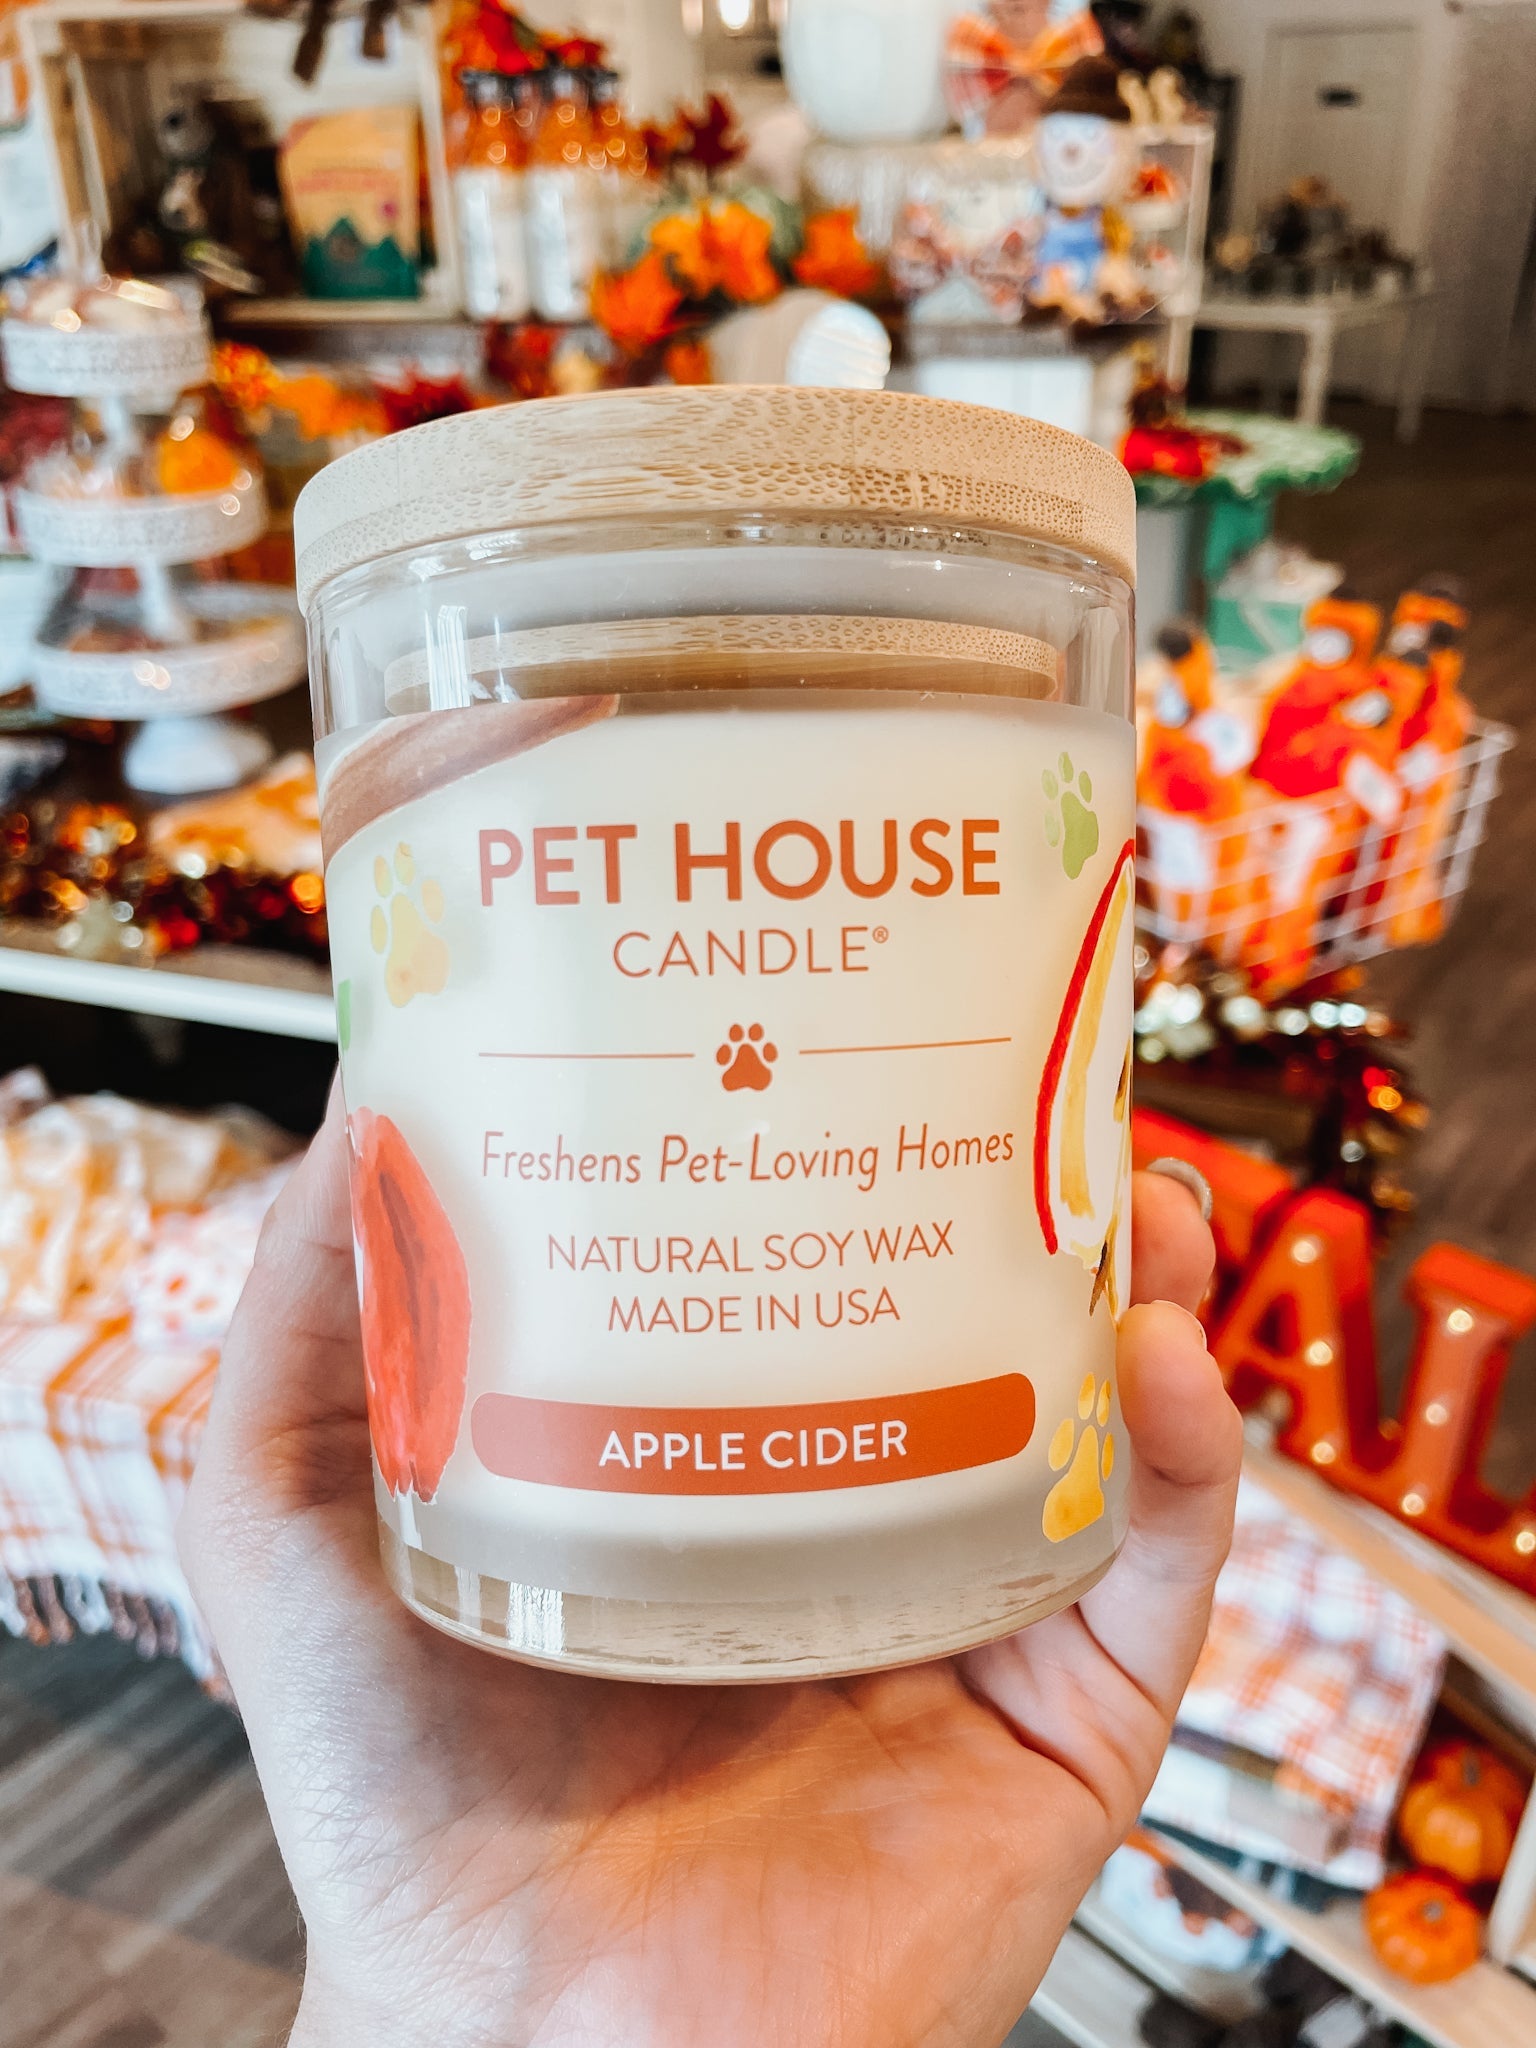 PET HOUSE
CANDLE®
Freshens Pet-Loving Homes
NATURAL SOY WAX
MADE IN USA
APPLE CIDER